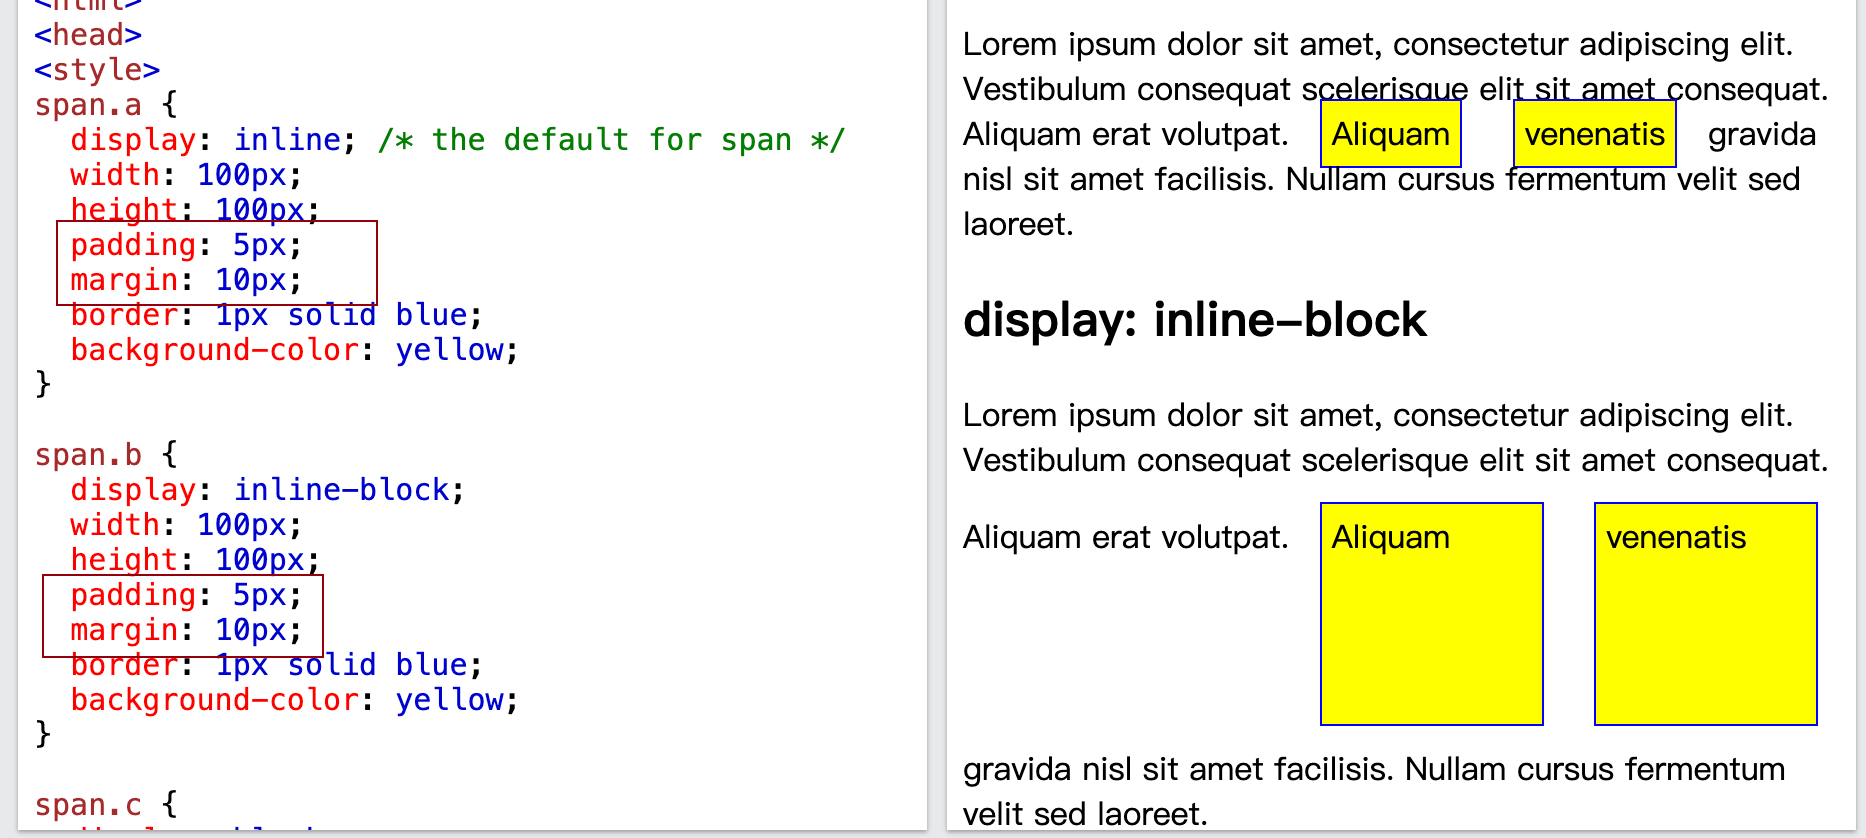 <html>
<head>
<style>
span.a {
display: inline; /* the default for span */
width: 100px;
height: 100px;
padding: 5px;
margin: 10px;
border: 1px solid blue;
background-color: yellow;
}
span.b {
display: inline-block;
width: 100px;
height: 100px;
padding: 5px;
margin: 10px;
border: 1px solid blue;
background-color: yellow;
}
span.c {
Lorem ipsum dolor sit amet, consectetur adipiscing elit.
Vestibulum consequat scelerisque elit sit amet consequat.
Aliquam erat volutpat. Aliquam venenatis gravida
nisl sit amet facilisis. Nullam cursus fermentum velit sed
laoreet.
display: inline-block
Lorem ipsum dolor sit amet, consectetur adipiscing elit.
Vestibulum consequat scelerisque elit sit amet consequat.
Aliquam erat volutpat. Aliquam venenatis
gravida nisl sit amet facilisis. Nullam cursus fermentum
velit sed laoreet.